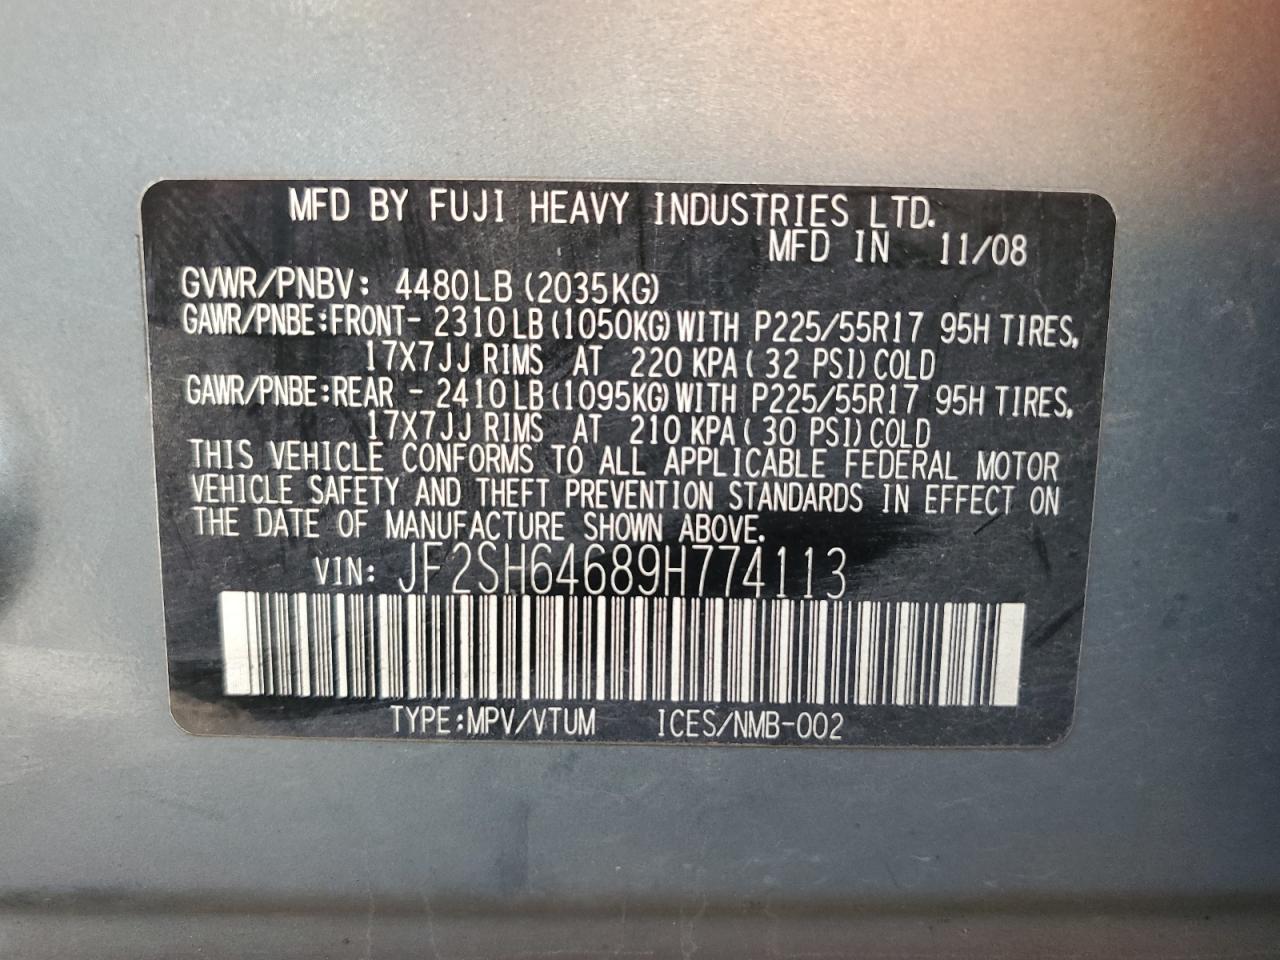 MFD BY FUJI HEAVY INDUSTRIES LTD.
MFD IN 11/08
GVWR/PNBV: 4480LB (2035KG)
GAWR/PNBE:FRONT- 2310LB(1050KG)WITH P225/55R17 95H TIRES,
17X7JJ RIMS AT 220 KPA( 32 PSI)COLD
GAWR/PNBE:REAR - 2410LB(1095KG)WITH P225/55R17 95H TIRES,
17X7JJ RIMS AT 210 KPA( 30 PSI)COLD
THIS VEHICLE CONFORMS TO ALL APPLICABLE FEDERAL MOTOR
VEHICLE SAFETY AND THEFT PREVENTION STANDARDS IN EFFECT ON
THE DATE OF MANUFACTURE SHOWN ABOVE.
VIN: JF2SH64689H774113
TYPE:MPV/VTUM ICES/NMB-002